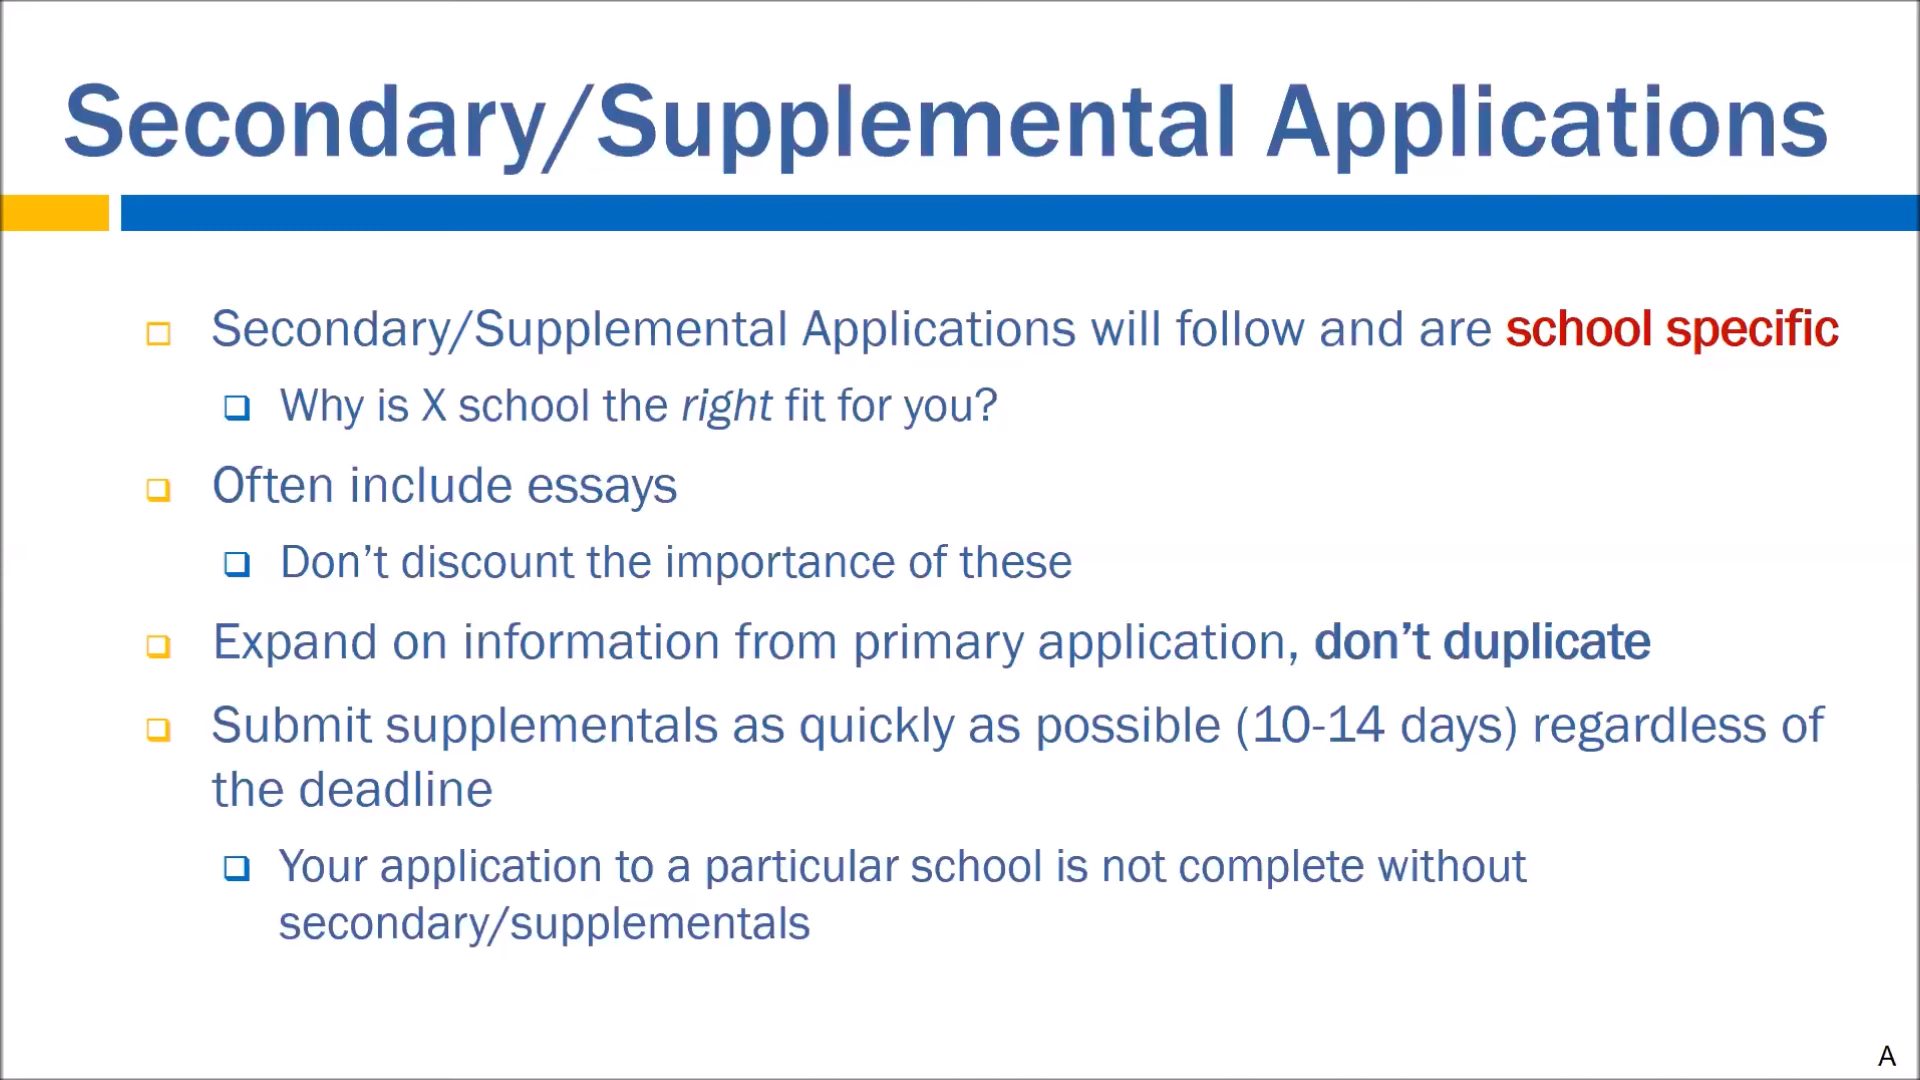 Secondary/Supplemental Applications
Secondary/Supplemental Applications will follow and are school specific
Why is X school the right fit for you?
Often include essays
Don’t discount the importance of these
Expand on information from primary application, don’t duplicate
Submit supplementals as quickly as possible (10-14 days) regardless of
the deadline
Your application to a particular school is not complete without
secondary/supplementals
A